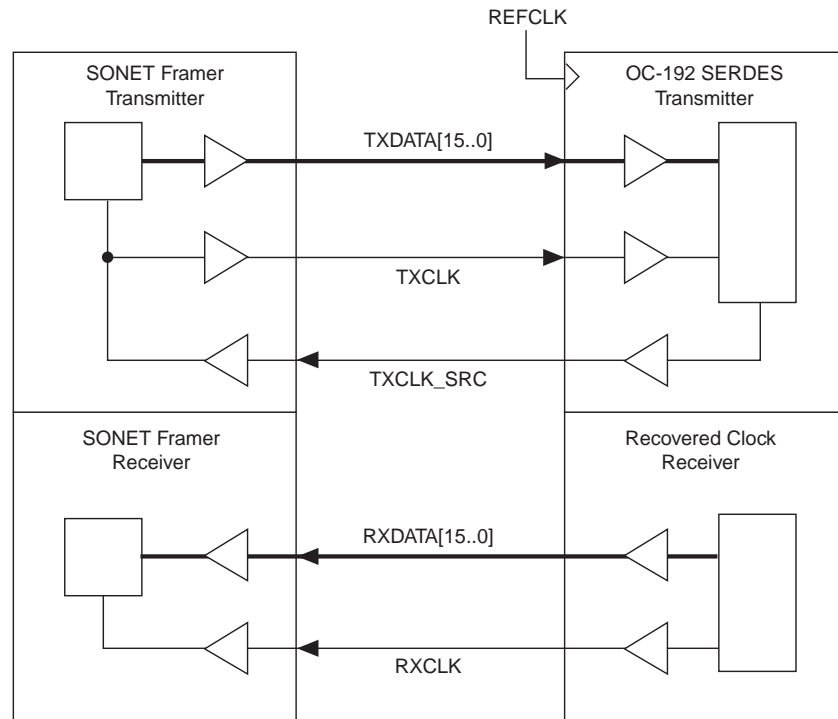 REFCLK
SONET Framer
Transmitter
OC-192 SERDES
Transmitter
TXDATA[15..0]
TXCLK
TXCLK_SRC
SONET Framer
Receiver
Recovered Clock
Receiver
RXDATA[15..0]
RXCLK